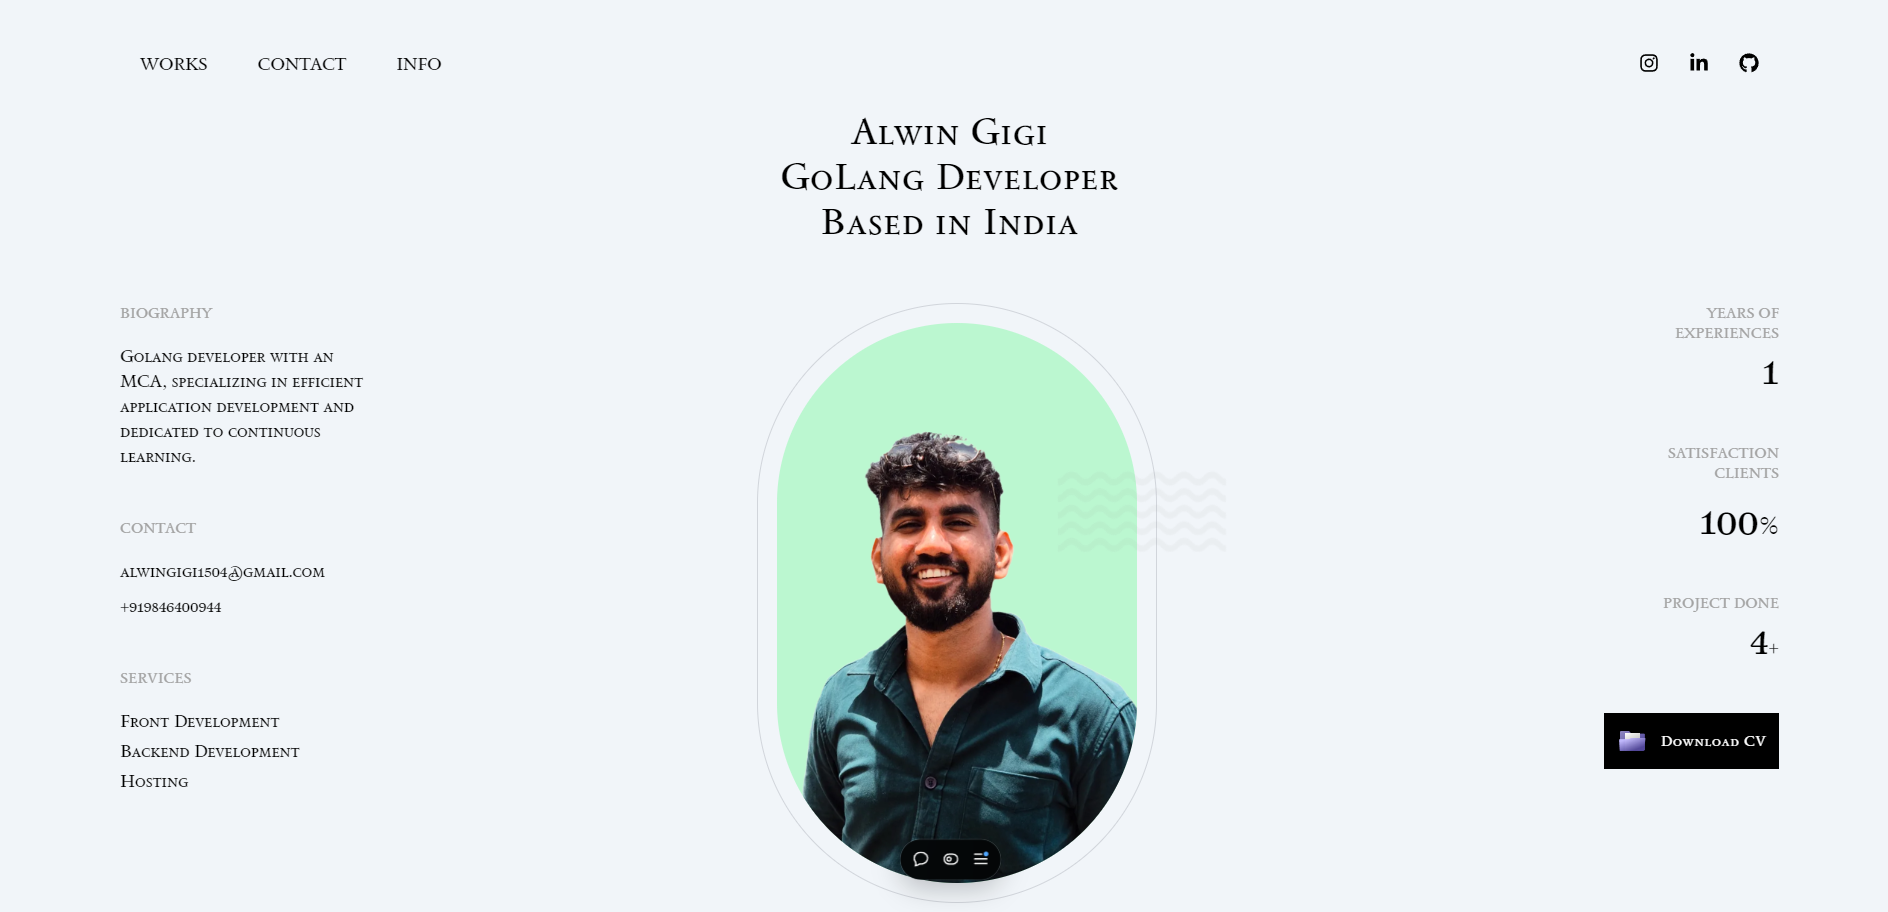 WORKS CONTACT INFO
Alwin Gigi
GoLang Developer
Based in India
BIOGRAPHY
Golang developer with an
MCA, specializing in efficient
application development and
dedicated to continuous
learning.
CONTACT
alwingigi1504@gmail.com
+919846400944
SERVICES
Front Development
Backend Development
Hosting
YEARS OF
EXPERIENCES
1
SATISFACTION
CLIENTS
100%
PROJECT DONE
4+
Download CV